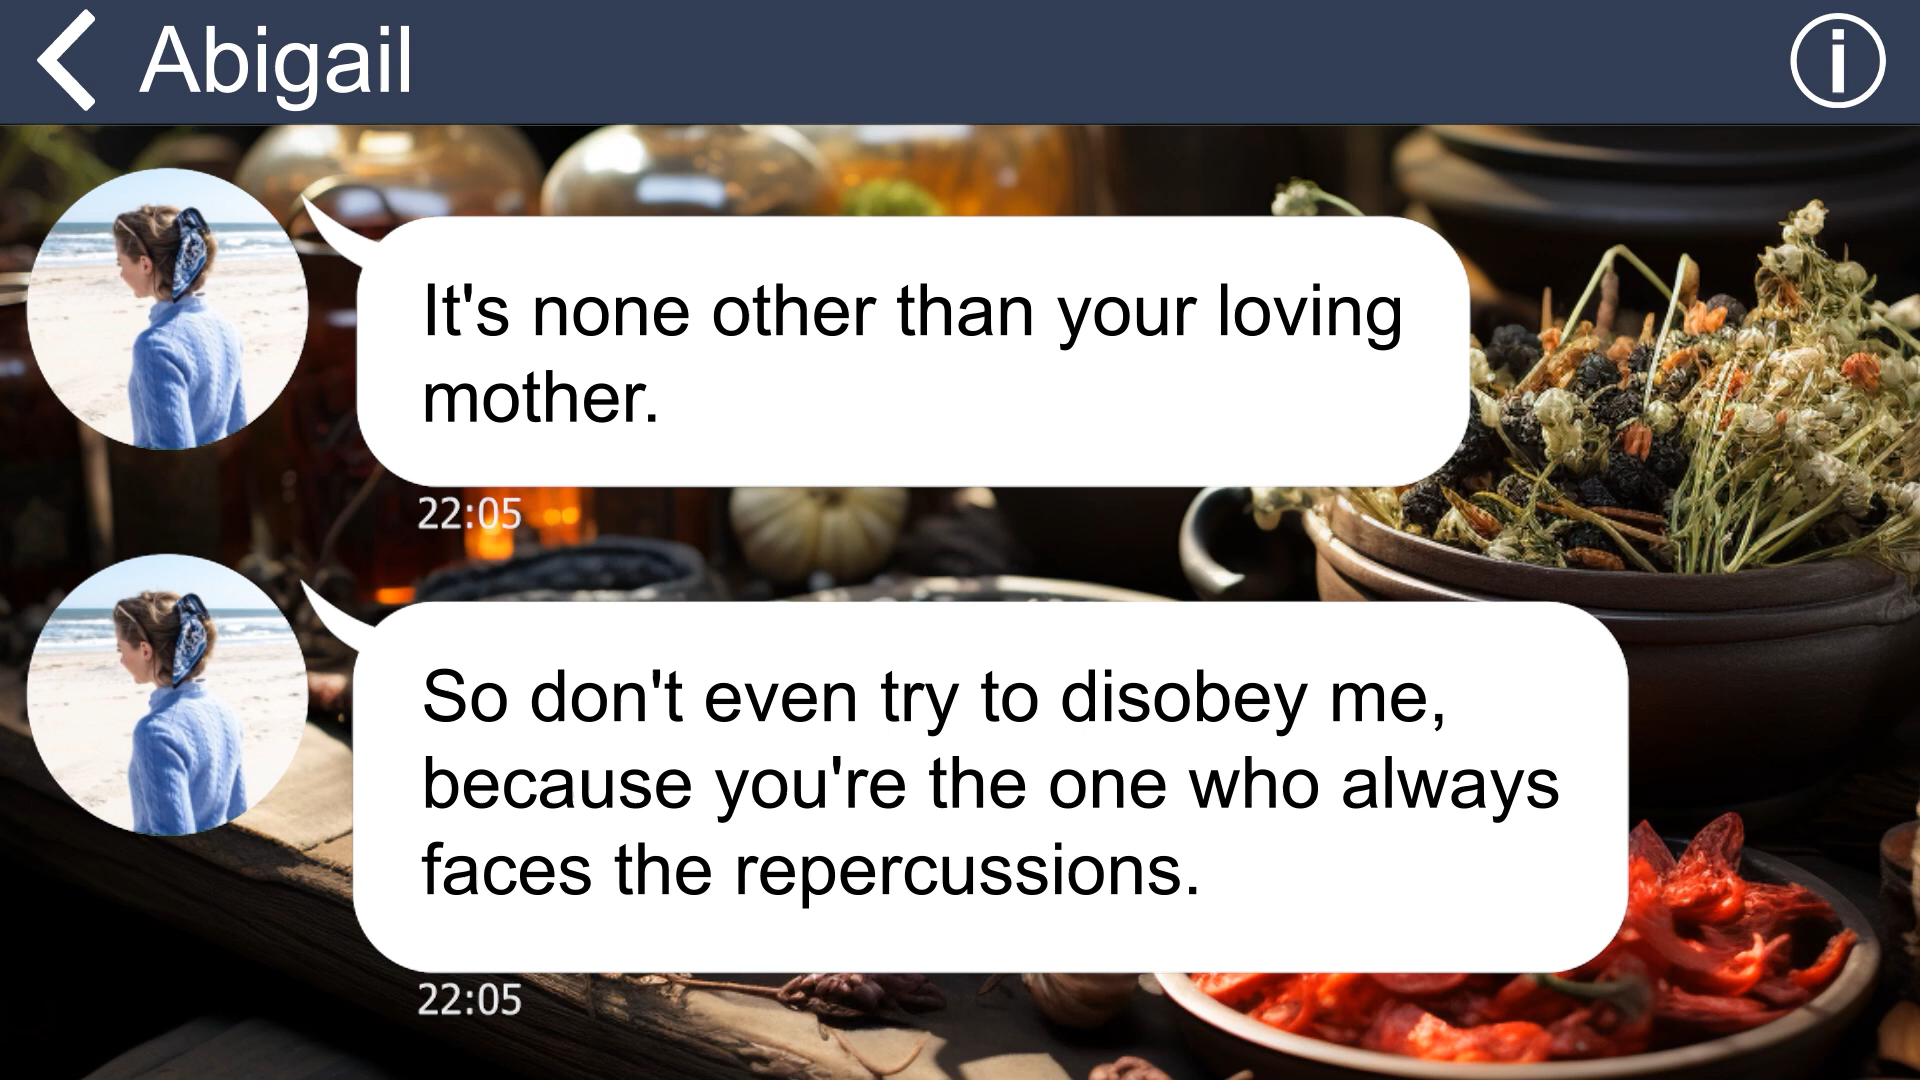 Abigail
It's none other than your loving
mother.
22:05
So don't even try to disobey me,
because you're the one who always
faces the repercussions.
22:05